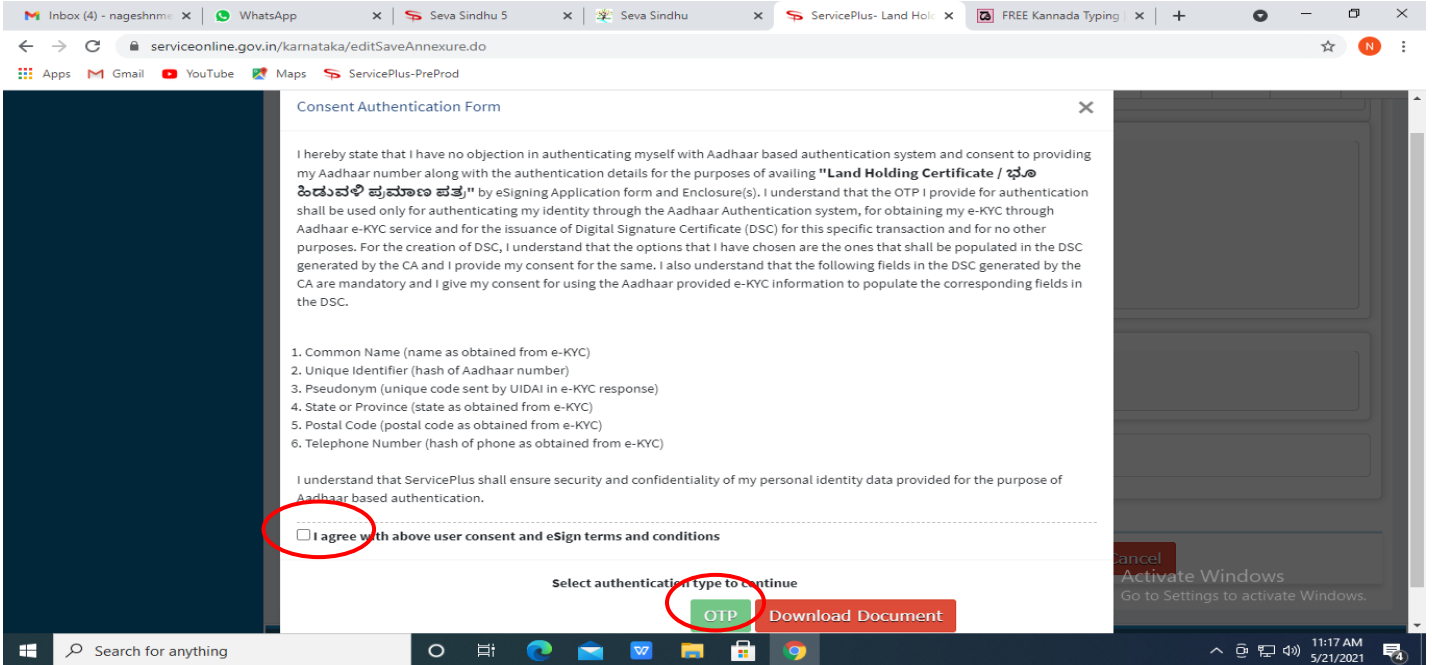 Inbox (4) - nageshnme
WhatsApp
Seva Sindhu 5
Seva Sindhu
ServicePlus- Land Hol
FREE Kannada Typing
serviceonline.gov.in/karnataka/editSaveAnnexure.do
N
Apps
Gmail
YouTube
Maps
ServicePlus-PreProd
Consent Authentication Form
I hereby state that I have no objection in authenticating myself with Aadhaar based authentication system and consent to providing
my Aadhaar number along with the authentication details for the purposes of availing "Land Holding Certificate / ಭೂ
ಹಿಡುವಳಿ ಪ್ರಮಾಣ ಪತ್ರ" by eSigning Application form and Enclosure(s). I understand that the OTP I provide for authentication
shall be used only for authenticating my identity through the Aadhaar Authentication system, for obtaining my e-KYC through
Aadhaar e-KYC service and for the issuance of Digital Signature Certificate (DSC) for this specific transaction and for no other
purposes. For the creation of DSC, I understand that the options that I have chosen are the ones that shall be populated in the DSC
generated by the CA and I provide my consent for the same. I also understand that the following fields in the DSC generated by the
CA are mandatory and I give my consent for using the Aadhaar provided e-KYC information to populate the corresponding fields in
the DSC.
1. Common Name (name as obtained from e-KYC)
2. Unique Identifier (hash of Aadhaar number)
3. Pseudonym (unique code sent by UIDAI in e-KYC response)
4. State or Province (state as obtained from e-KYC)
5. Postal Code (postal code as obtained from e-KYC)
6. Telephone Number (hash of phone as obtained from e-KYC)
I understand that ServicePlus shall ensure security and confidentiality of my personal identity data provided for the purpose of
Aadhaar based authentication.
I agree with above user consent and eSign terms and conditions
Select authentication type to continue
OTP
Download Document
Cancel
Activate Windows
Go to Settings to activate Windows.
Search for anything
11:17 AM
5/21/2021
4